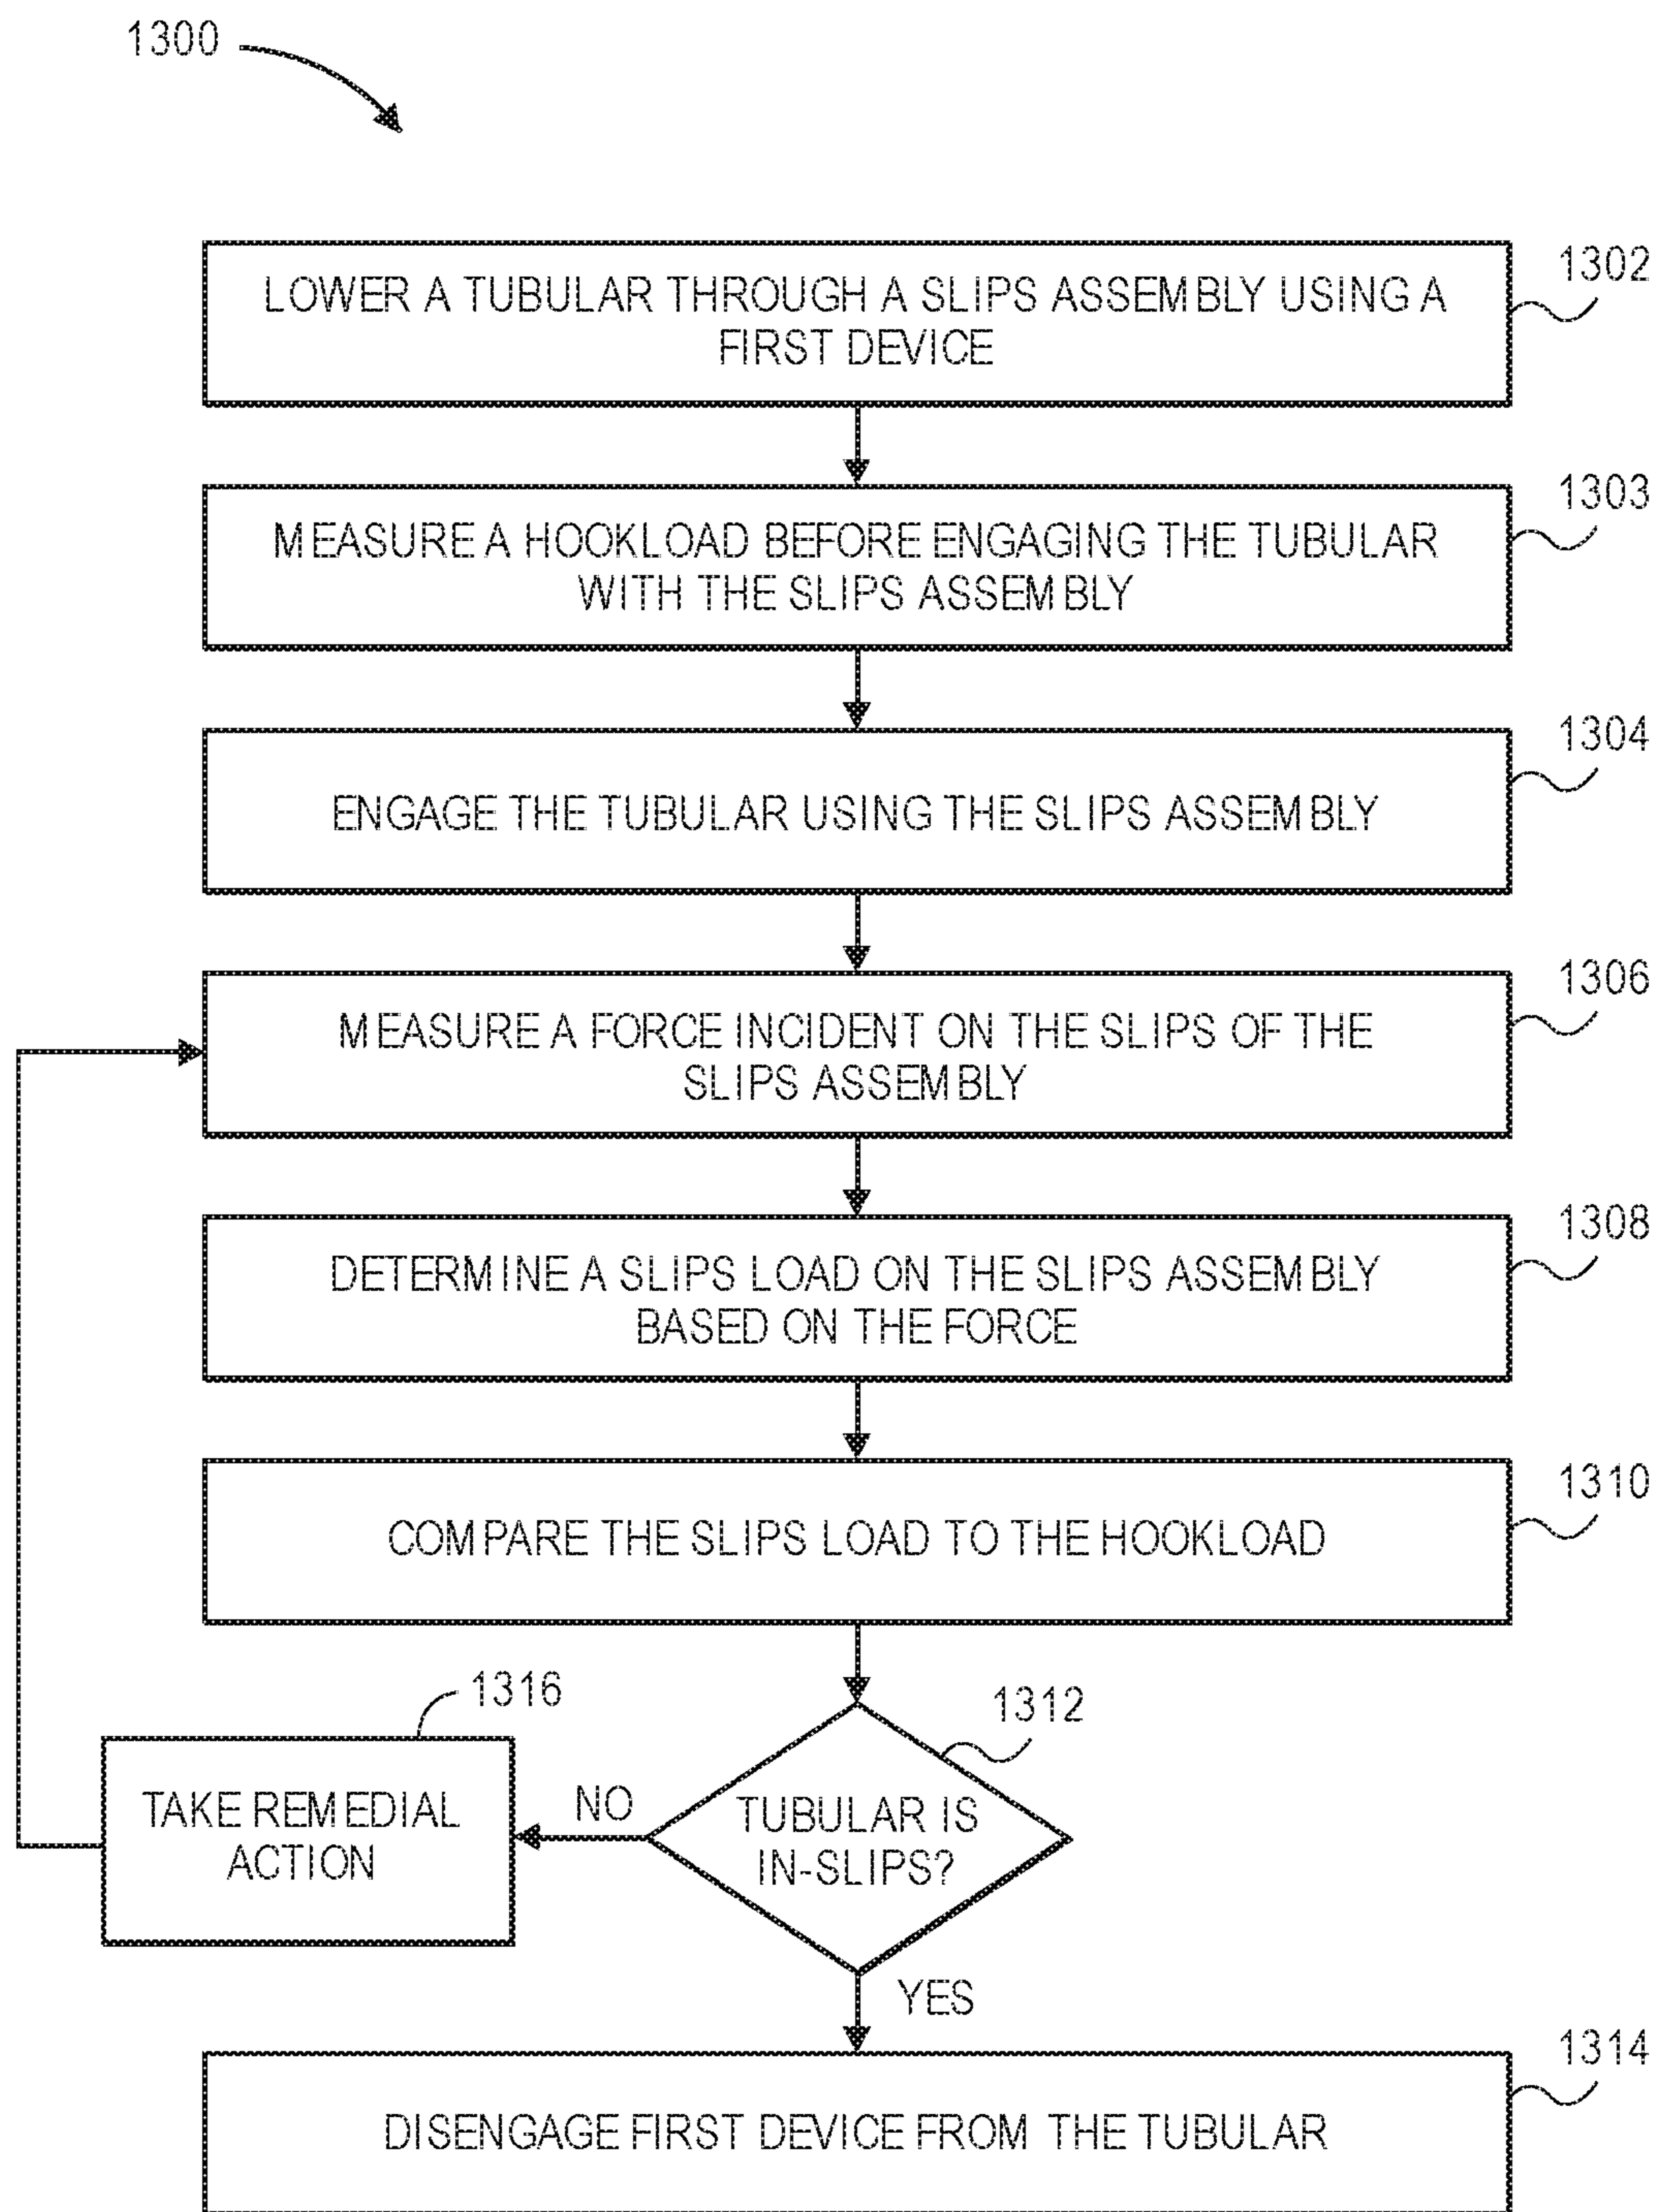 1300
LOWER A TUBULAR THROUGH A SLIPS ASSEMBLY USING A
FIRST DEVICE
1302
MEASURE A HOOKLOAD BEFORE ENGAGING THE TUBULAR
WITH THE SLIPS ASSEMBLY
1303
ENGAGE THE TUBULAR USING THE SLIPS ASSEMBLY
1304
MEASURE A FORCE INCIDENT ON THE SLIPS OF THE
SLIPS ASSEMBLY
1306
DETERMINE A SLIPS LOAD ON THE SLIPS ASSEMBLY
BASED ON THE FORCE
1308
COMPARE THE SLIPS LOAD TO THE HOOKLOAD
1310
1316
TAKE REMEDIAL
ACTION
NO
1312
TUBULAR IS
IN-SLIPS?
YES
DISENGAGE FIRST DEVICE FROM THE TUBULAR
1314